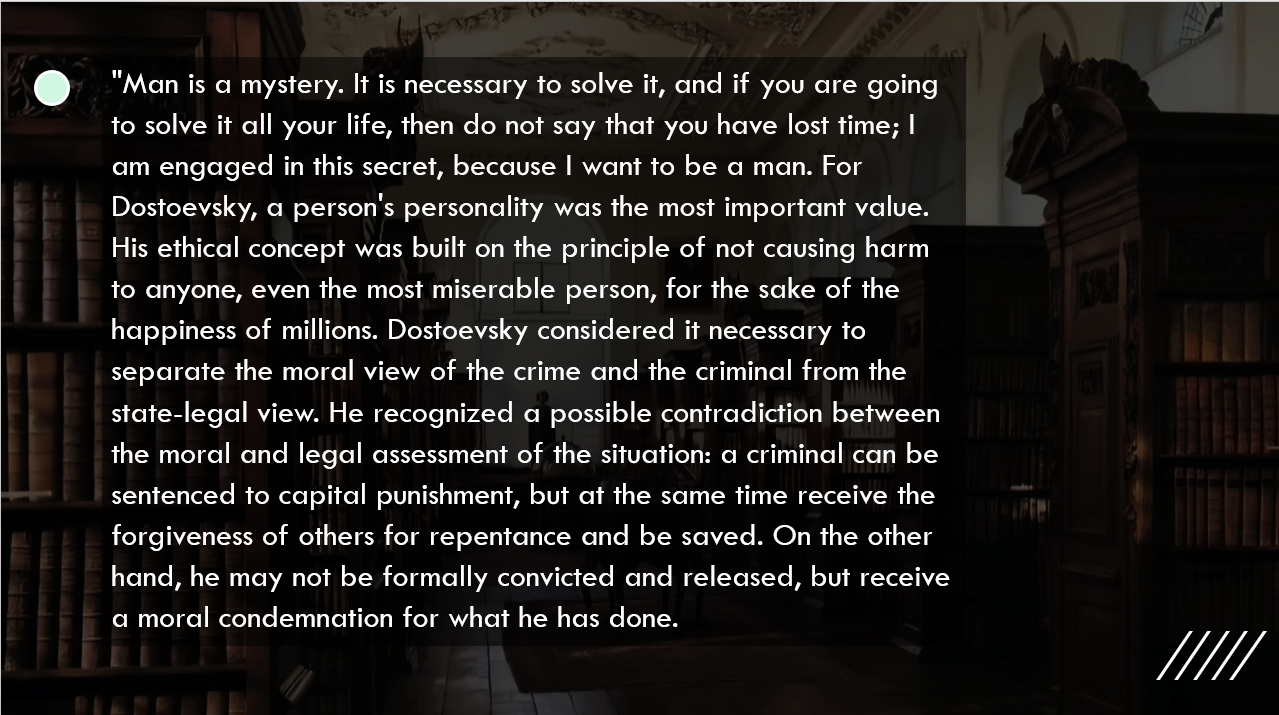 "Man is a mystery. It is necessary to solve it, and if you are going
to solve it all your life, then do not say that you have lost time; I
am engaged in this secret, because I want to be a man. For
Dostoevsky, a person's personality was the most important value.
His ethical concept was built on the principle of not causing harm
to anyone, even the most miserable person, for the sake of the
happiness of millions. Dostoevsky considered it necessary to
separate the moral view of the crime and the criminal from the
state-legal view. He recognized a possible contradiction between
the moral and legal assessment of the situation: a criminal can be
sentenced to capital punishment, but at the same time receive the
forgiveness of others for repentance and be saved. On the other
hand, he may not be formally convicted and released, but receive
a moral condemnation for what he has done.